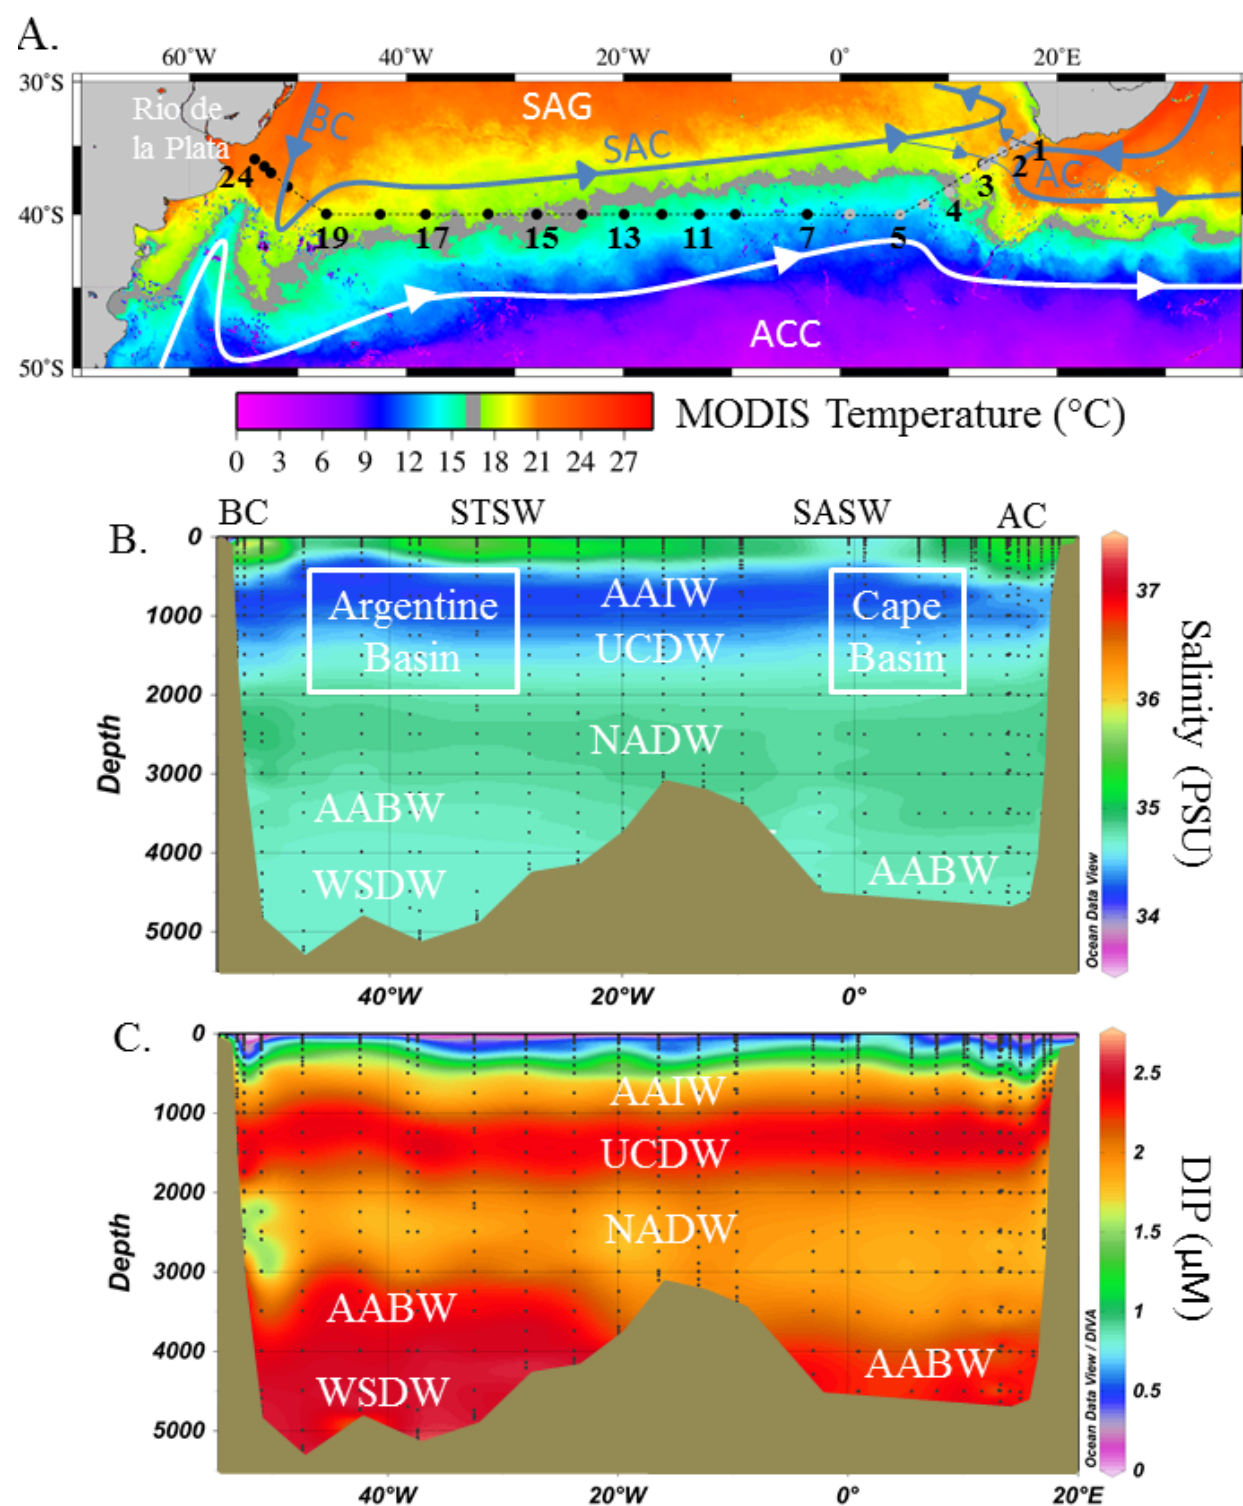 A.
60°W 40°W 20°W 0° 20°E
30°S
Rio de
la Plata
BC
SAG
SAC
AC
1
2
3
4
24
40°S
19 17 15 13 11 7 5
ACC
50°S
MODIS Temperature (°C)
0 3 6 9 12 15 18 21 24 27
BC STSW SASW AC
B.
0
1000
2000
3000
4000
5000
Depth
Argentine
Basin
AAIW
UCDW
Cape
Basin
NADW
AABW
WSDW
AABW
40°W 20°W 0°
37
36
35
34
Salinity (PSU)
Ocean Data View
C.
0
1000
2000
3000
4000
5000
Depth
AAIW
UCDW
NADW
AABW
WSDW
AABW
40°W 20°W 0° 20°E
2.5
2
1.5
1
0.5
0
DIP (µM)
Ocean Data View / DIVA